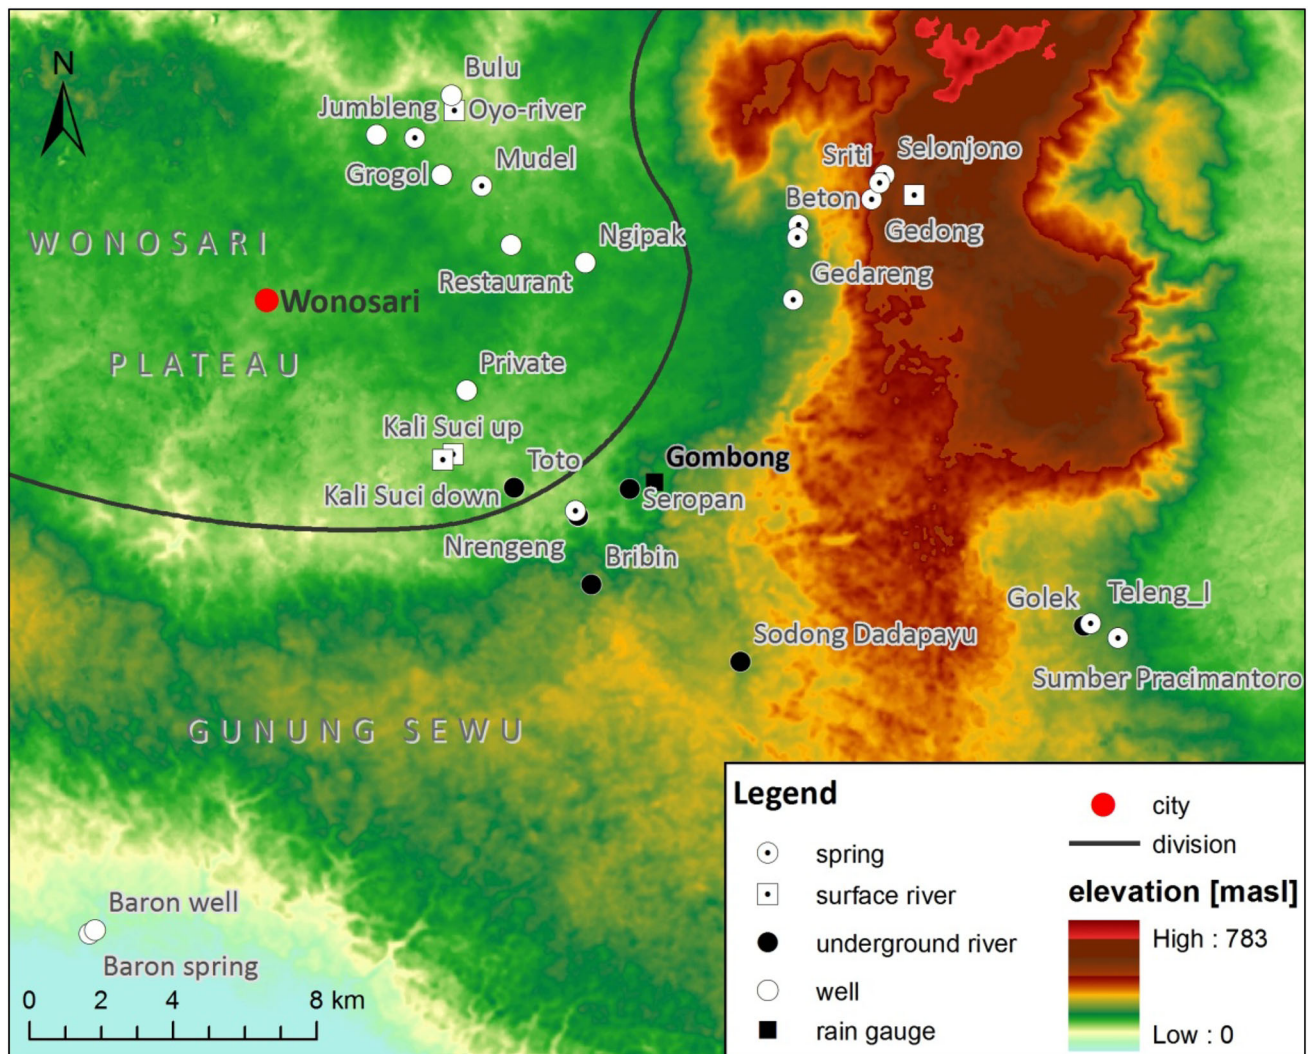 N
Bulu
Jumbleng
Oyo-river
Grogol
Mudel
Sriti
Selonjono
Beton
Gedong
WONOSARI
Ngipak
Restaurant
Gedareng
Wonosari
PLATEAU
Private
Kali Suci up
Toto
Gombong
Kali Suci down
Seropan
Nrengeng
Bribin
Golek
Teleng_I
Sodong Dadapayu
Sumber Pracimantoro
GUNUNG SEWU
Baron well
Baron spring
0 2 4 8 km
Legend
spring
surface river
underground river
well
rain gauge
city
division
elevation [masl]
High : 783
Low : 0